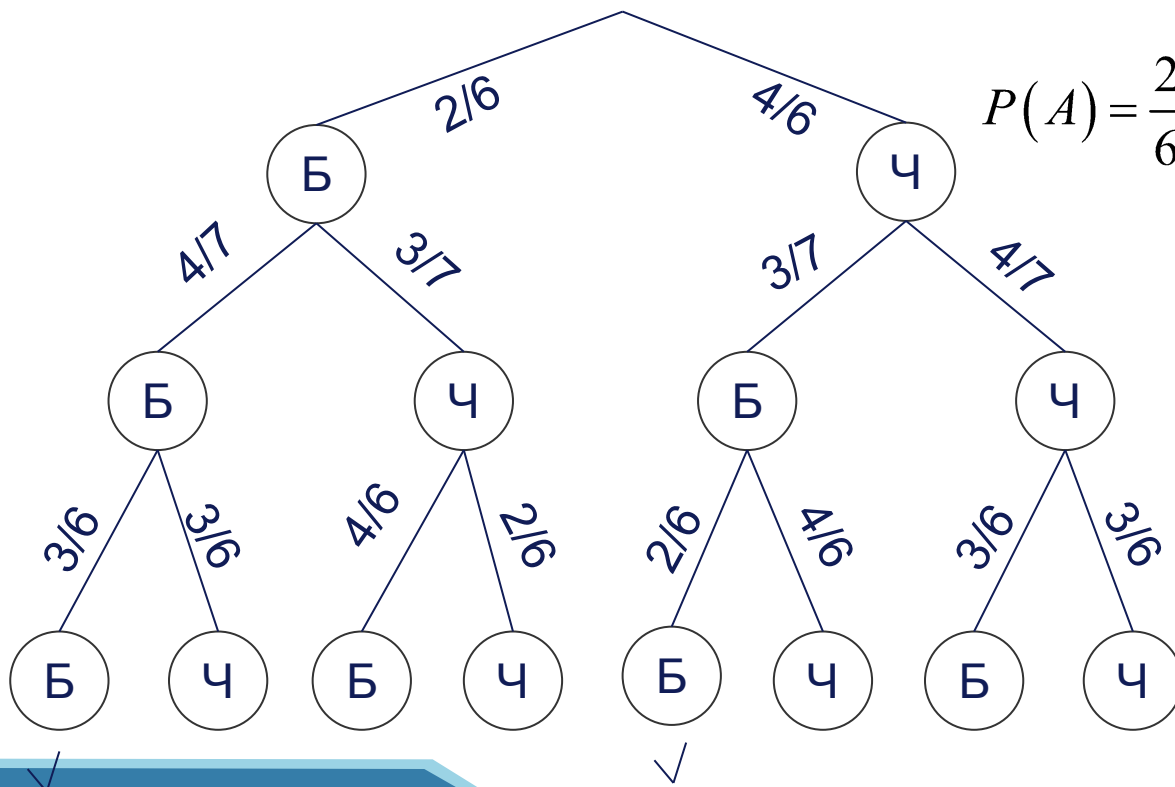 2/6 4/6
P(A) = 2/6
Б Ч
4/7 3/7 3/7 4/7
Б Ч Б Ч
3/6 3/6 4/6 2/6 2/6 4/6 3/6 3/6
Б Ч Б Ч Б Ч Б Ч